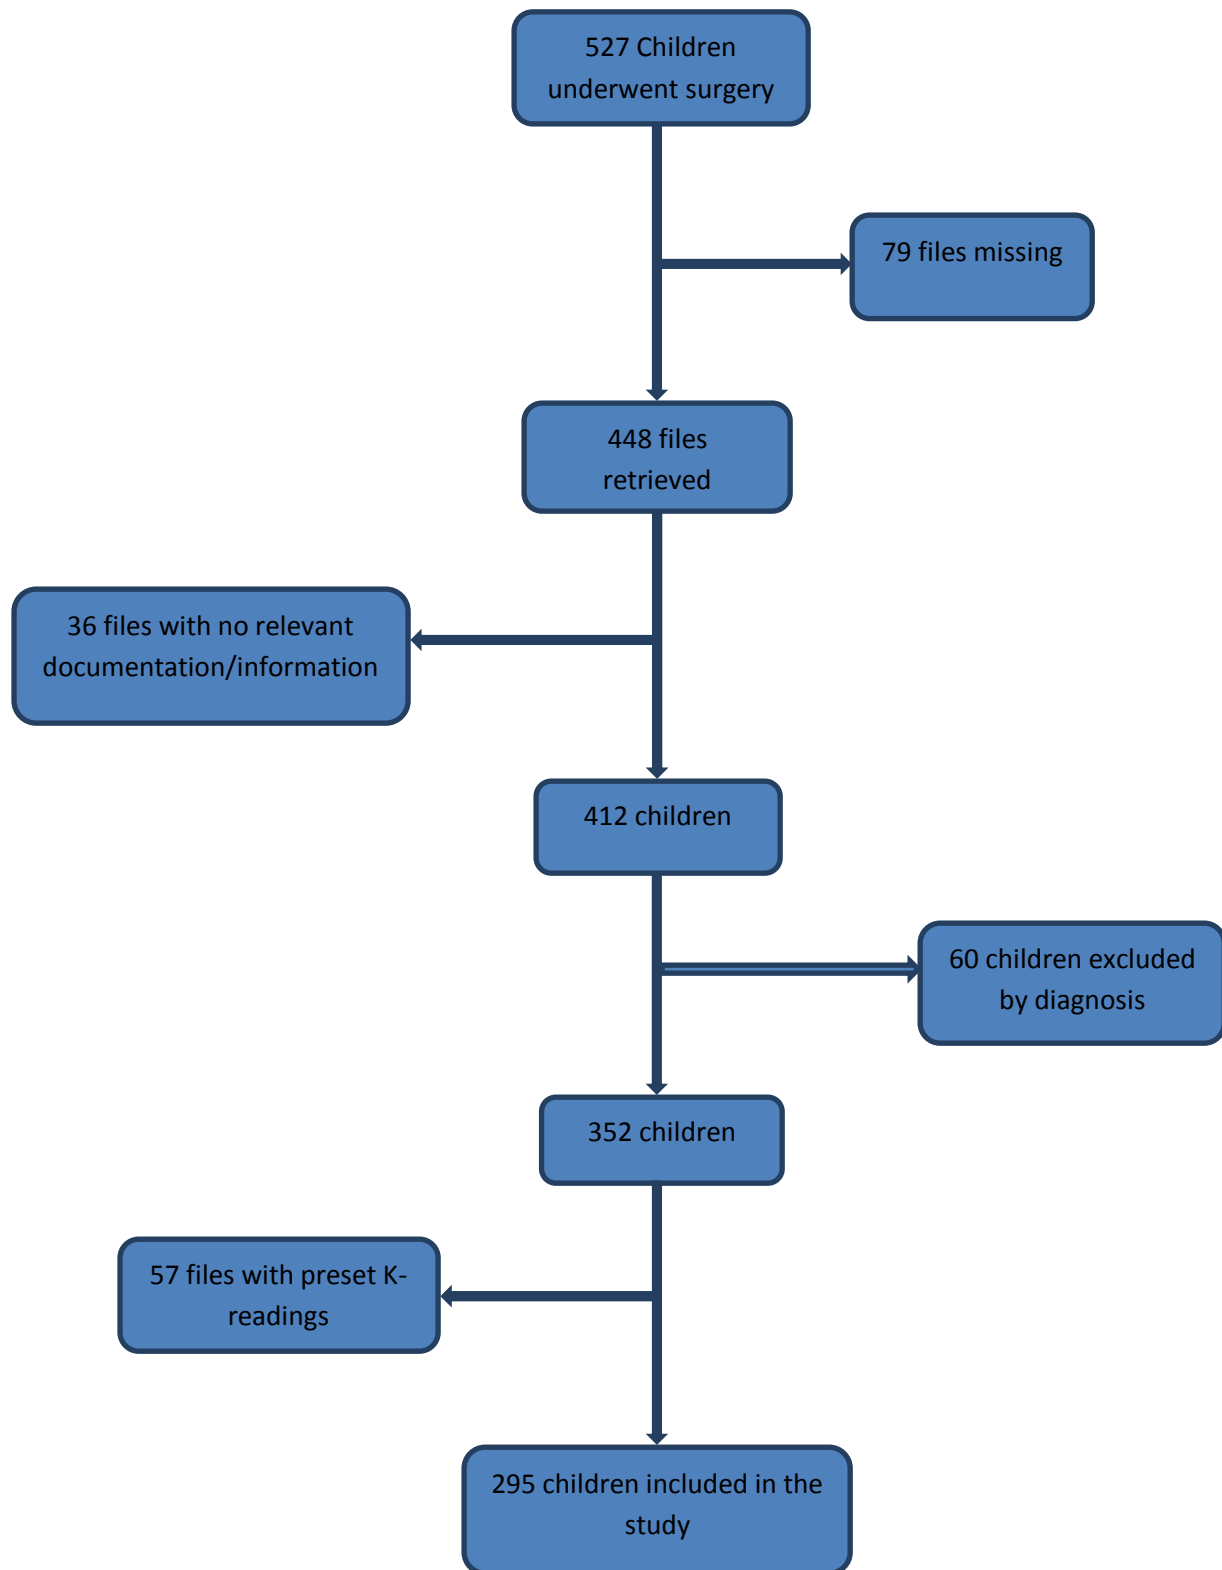 527 Children
underwent surgery
79 files missing
448 files
retrieved
36 files with no relevant
documentation/information
412 children
60 children excluded
by diagnosis
352 children
57 files with preset K-
readings
295 children included in the
study